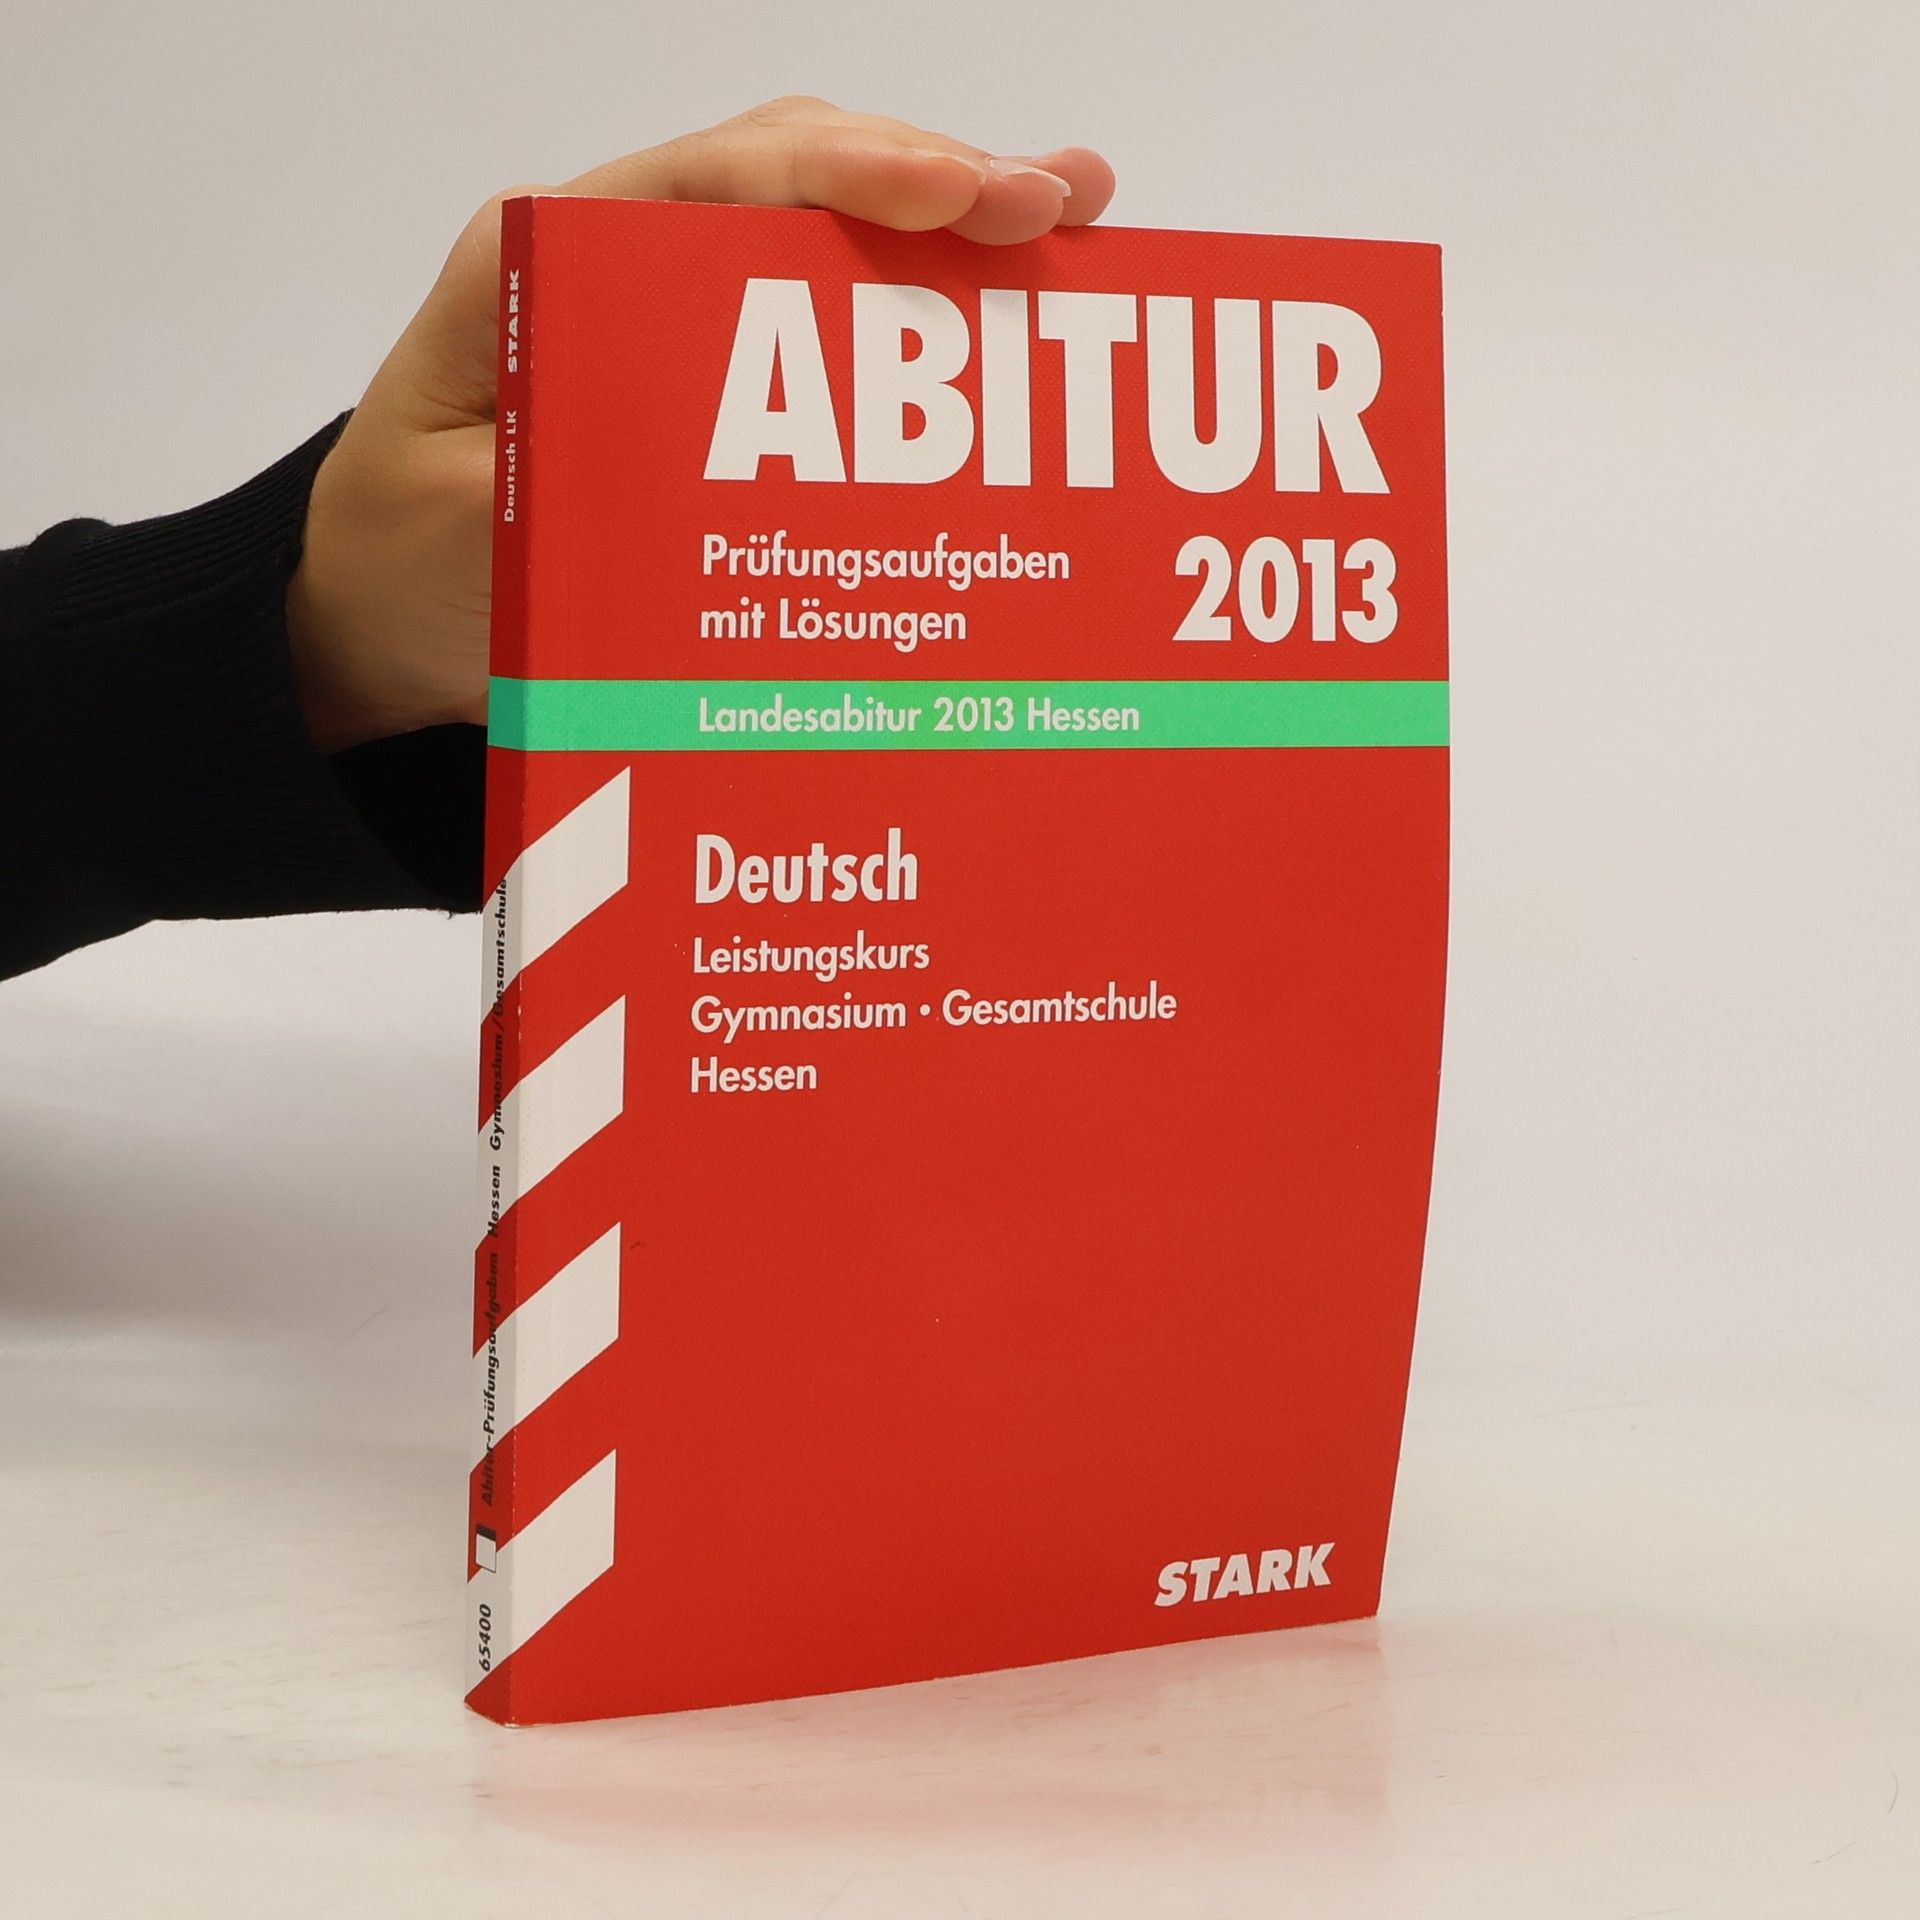 ABITUR
Prüfungsaufgaben
mit Lösungen
2013
Landesabitur 2013 Hessen
Deutsch
Leistungskurs
Gymnasium • Gesamtschule
Hessen
STARK
65400
Abitur-Prüfungsaufgaben Hessen Gymnasium/Gesamtschule
Deutsch LK
STARK